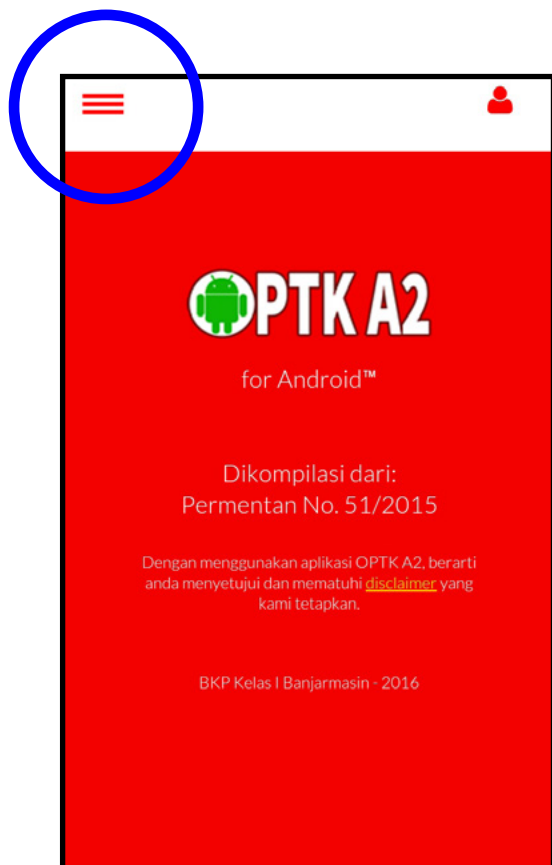 OPTK A2
for Android™
Dikompilasi dari:
Permentan No. 51/2015
Dengan menggunakan aplikasi OPTK A2, berarti
anda menyetujui dan mematuhi disclaimer yang
kami tetapkan.
BKP Kelas I Banjarmasin - 2016